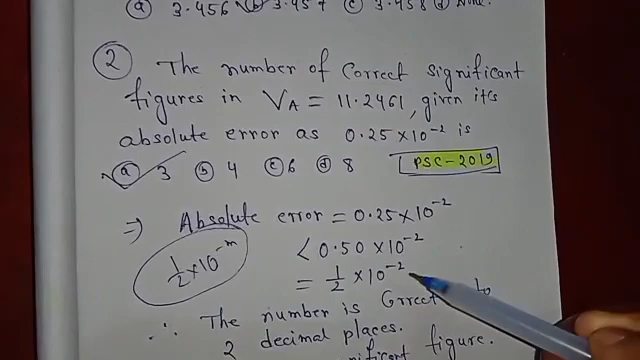 (a) 3.456 (b) 3.457 (c) 3.458 (d) None.
(2) The number of Correct significant
figures in V_A = 11.2461, given its
absolute error as 0.25 × 10^-2 is
(a) 3 (b) 4 (c) 6 (d) 8 PSC-2019
⇒ Absolute error = 0.25 × 10^-2
< 0.50 × 10^-2
1/2 × 10^-m = 1/2 × 10^-2
∴ The number is Correct to
2 decimal places.
figure.